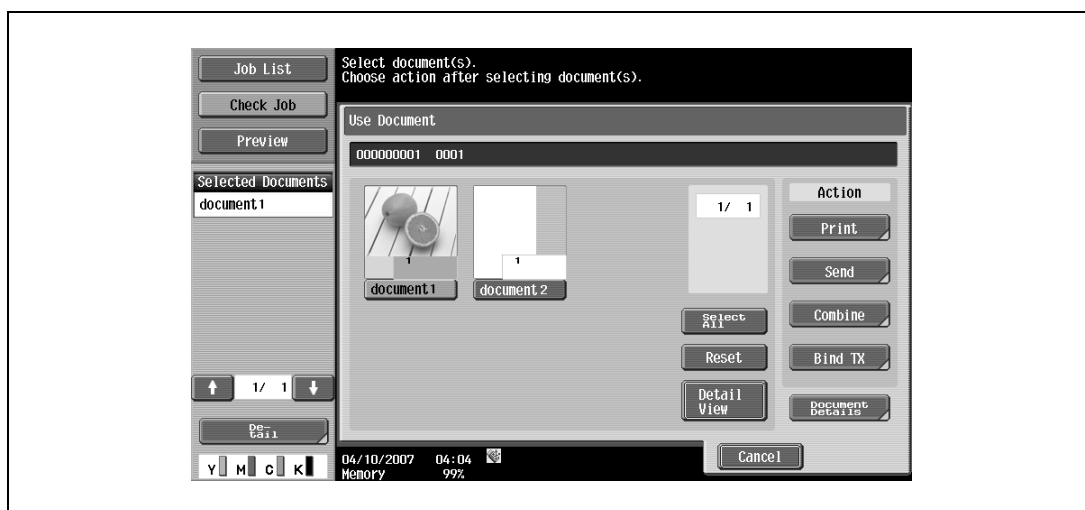 Job List
Check Job
Preview
Selected Documents
document1
1/ 1
De-
tail
Y M C K
Select document(s).
Choose action after selecting document(s).
Use Document
000000001 0001
1
document1
1
document2
1/ 1
Select
All
Reset
Detail
View
Action
Print
Send
Combine
Bind TX
Document
Details
04/10/2007 04:04
Memory 99%
Cancel